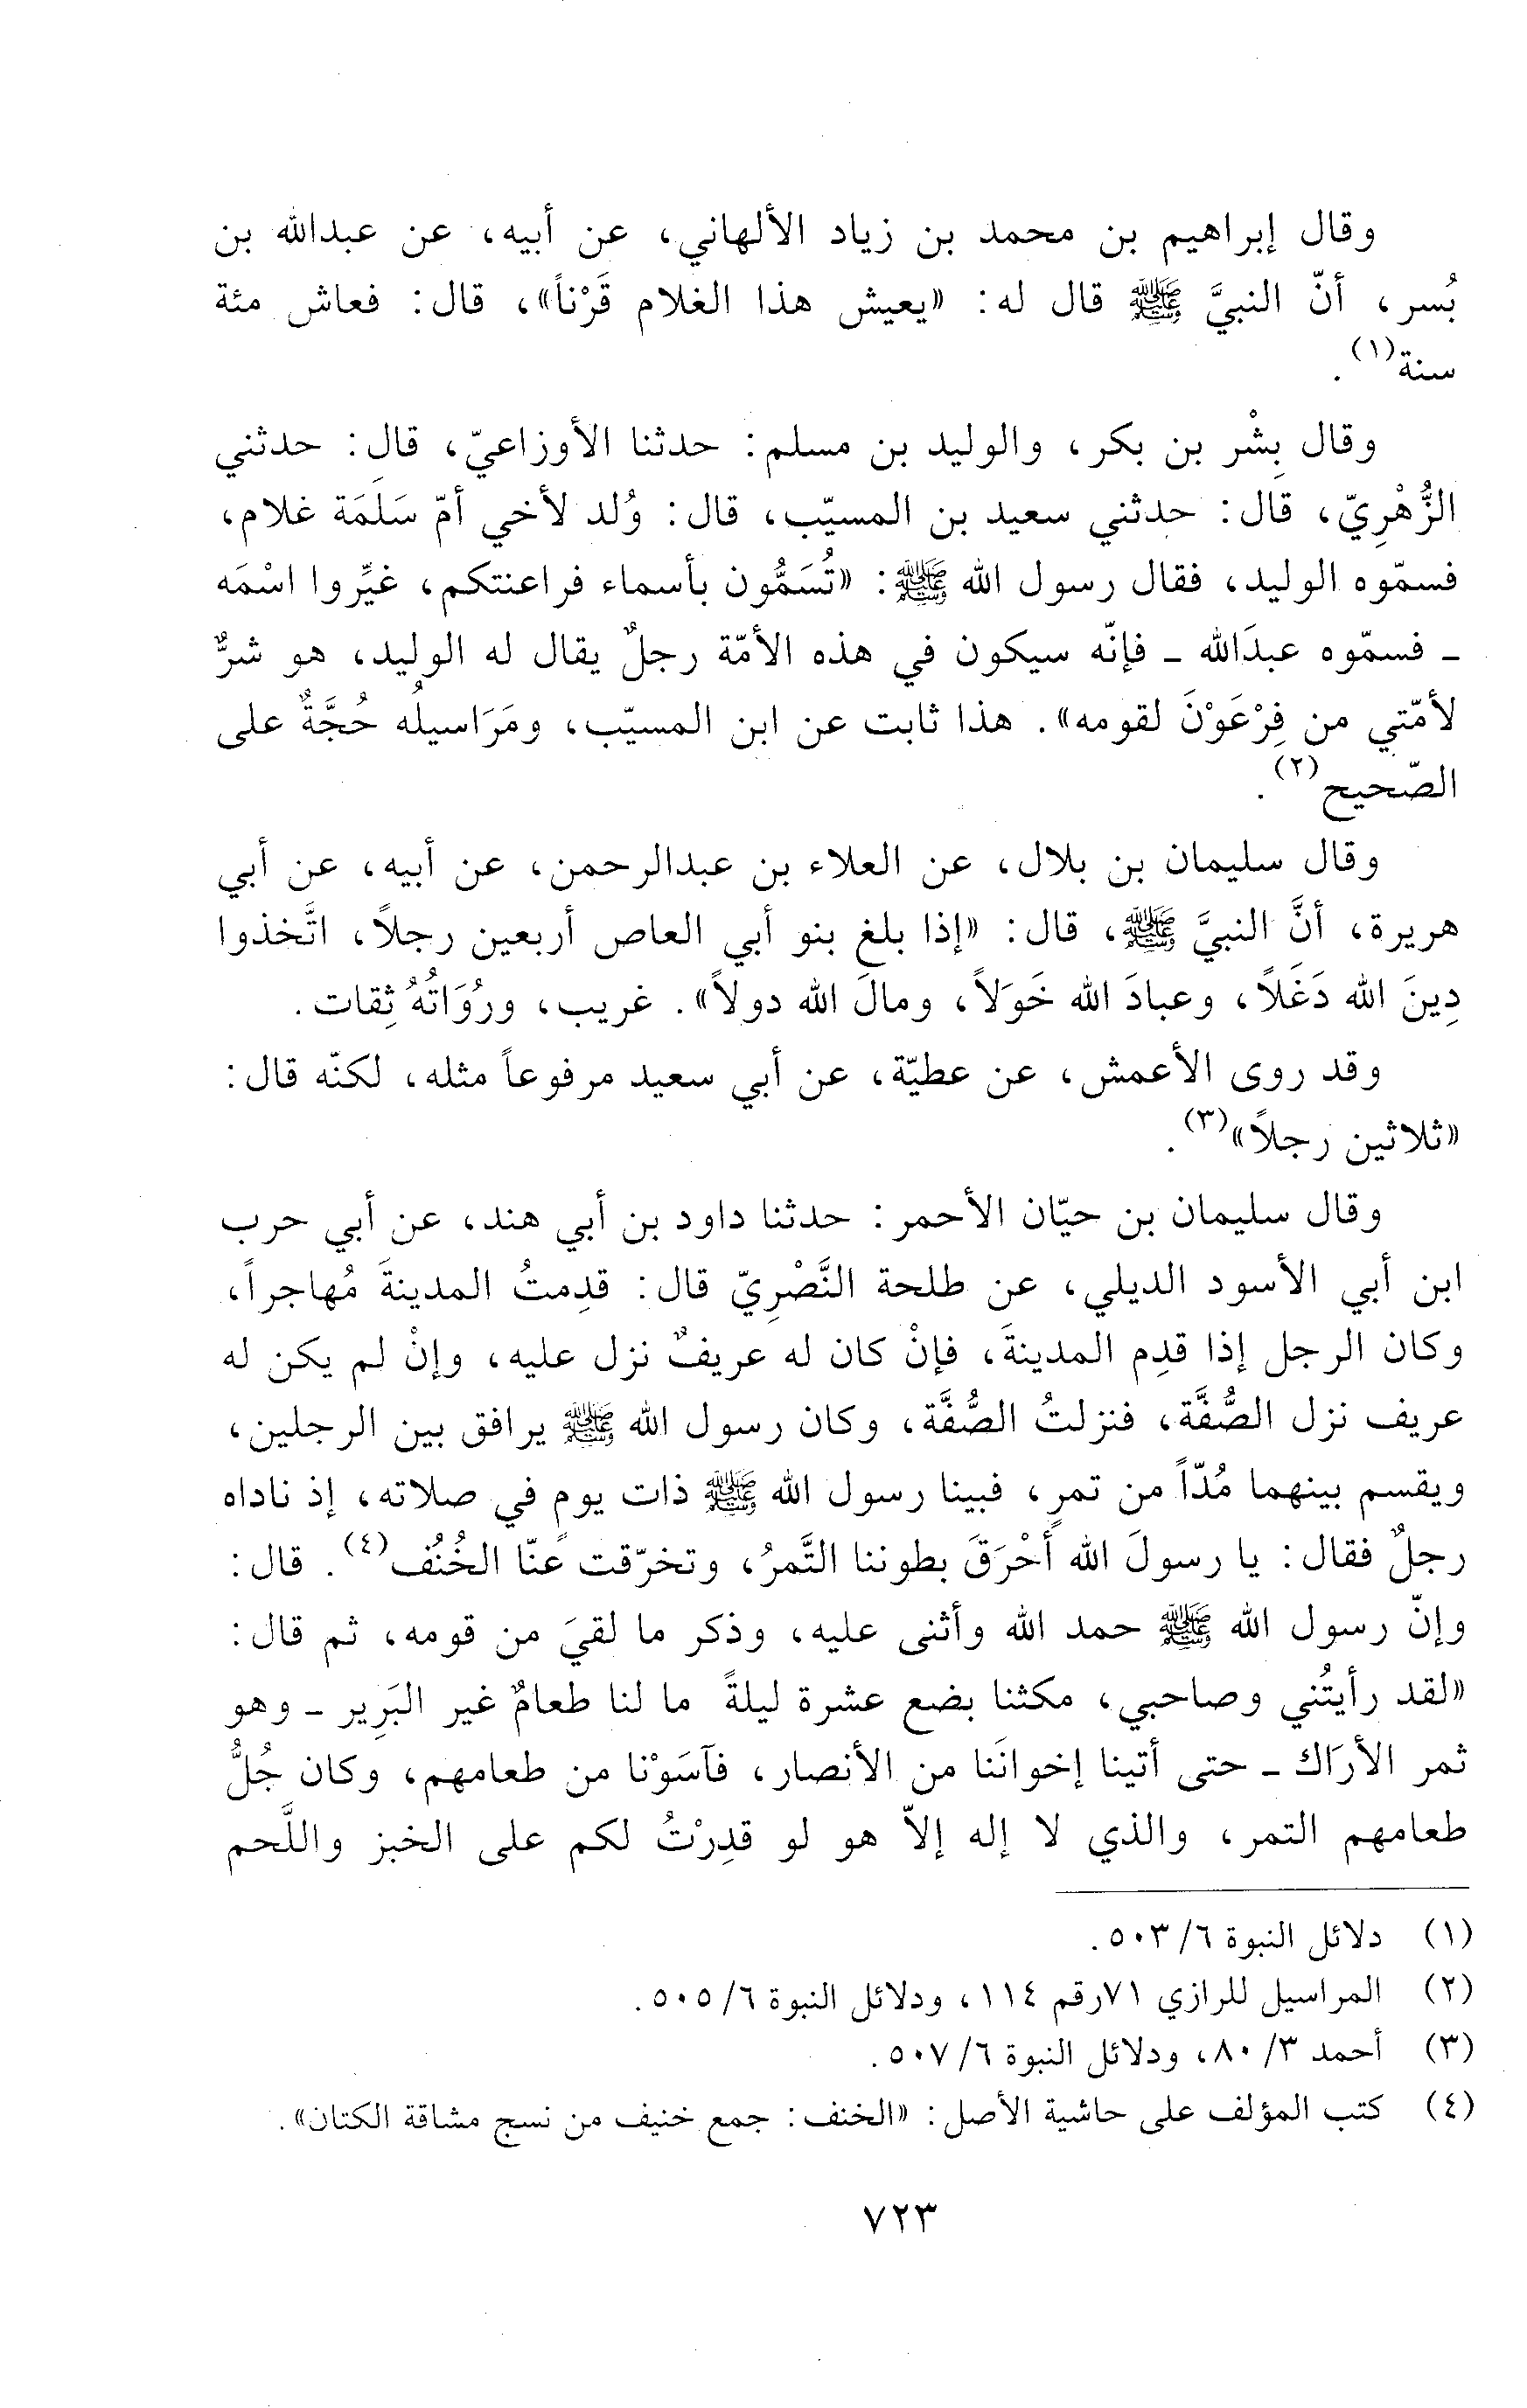 وقال إبراهيم بن محمد بن زياد الألهاني، عن أبيه، عن عبدالله بن
بُسر، أنّ النبيَّ ﷺ قال له: «يعيش هذا الغلام قَرْناً»، قال: فعاش مئة
سنة(١).
وقال بِشْر بن بكر، والوليد بن مسلم: حدثنا الأوزاعيّ، قال: حدثني
الزُّهْرِيّ، قال: حدثني سعيد بن المسيّب، قال: وُلد لأخي أمّ سَلَمَة غلام،
فسمّوه الوليد، فقال رسول الله ﷺ: «تُسَمُّون بأسماء فراعنتكم، غيِّروا اسْمَه
ـ فسمّوه عبدَالله ـ فإنّه سيكون في هذه الأمّة رجلٌ يقال له الوليد، هو شرٌّ
لأمّتي من فِرْعَوْنَ لقومه». هذا ثابت عن ابن المسيّب، ومَرَاسيلُه حُجَّةٌ على
الصّحيح(٢).
وقال سليمان بن بلال، عن العلاء بن عبدالرحمن، عن أبيه، عن أبي
هريرة، أنَّ النبيَّ ﷺ، قال: «إذا بلغ بنو أبي العاص أربعين رجلاً، اتَّخذوا
دِينَ الله دَغَلاً، وعبادَ الله خَوَلاً، ومالَ الله دولاً». غريب، ورُوَاتُهُ ثِقات.
وقد روى الأعمش، عن عطيّة، عن أبي سعيد مرفوعاً مثله، لكنّه قال:
«ثلاثين رجلاً»(٣).
وقال سليمان بن حيّان الأحمر: حدثنا داود بن أبي هند، عن أبي حرب
ابن أبي الأسود الديلي، عن طلحة النَّصْرِيّ قال: قدِمتُ المدينةَ مُهاجراً،
وكان الرجل إذا قدِم المدينةَ، فإنْ كان له عريفٌ نزل عليه، وإنْ لم يكن له
عريف نزل الصُّفَّة، فنزلتُ الصُّفَّة، وكان رسول الله ﷺ يرافق بين الرجلين،
ويقسم بينهما مُدّاً من تمرٍ، فبينا رسول الله ﷺ ذات يوم في صلاته، إذ ناداه
رجلٌ فقال: يا رسولَ الله أَحْرَقَ بطوننا التَّمرُ، وتخرّقت عنّا الخُنُف(٤). قال:
وإنّ رسول الله ﷺ حمد الله وأثنى عليه، وذكر ما لقيَ من قومه، ثم قال:
«لقد رأيتُني وصاحبي، مكثنا بضع عشرة ليلةً ما لنا طعامٌ غير البَرِير ـ وهو
ثمر الأرَاك ـ حتى أتينا إخوانَنا من الأنصار، فآسَوْنا من طعامهم، وكان جُلُّ
طعامهم التمر، والذي لا إله إلاّ هو لو قدِرْتُ لكم على الخبز واللَّحم
(١) دلائل النبوة ٦/ ٥٠٣.
(٢) المراسيل للرازي ٧١رقم ١١٤، ودلائل النبوة ٦/ ٥٠٥.
(٣) أحمد ٣/ ٨٠، ودلائل النبوة ٦/ ٥٠٧.
(٤) كتب المؤلف على حاشية الأصل: «الخنف: جمع خنيف من نسج مشاقة الكتان».
٧٢٣